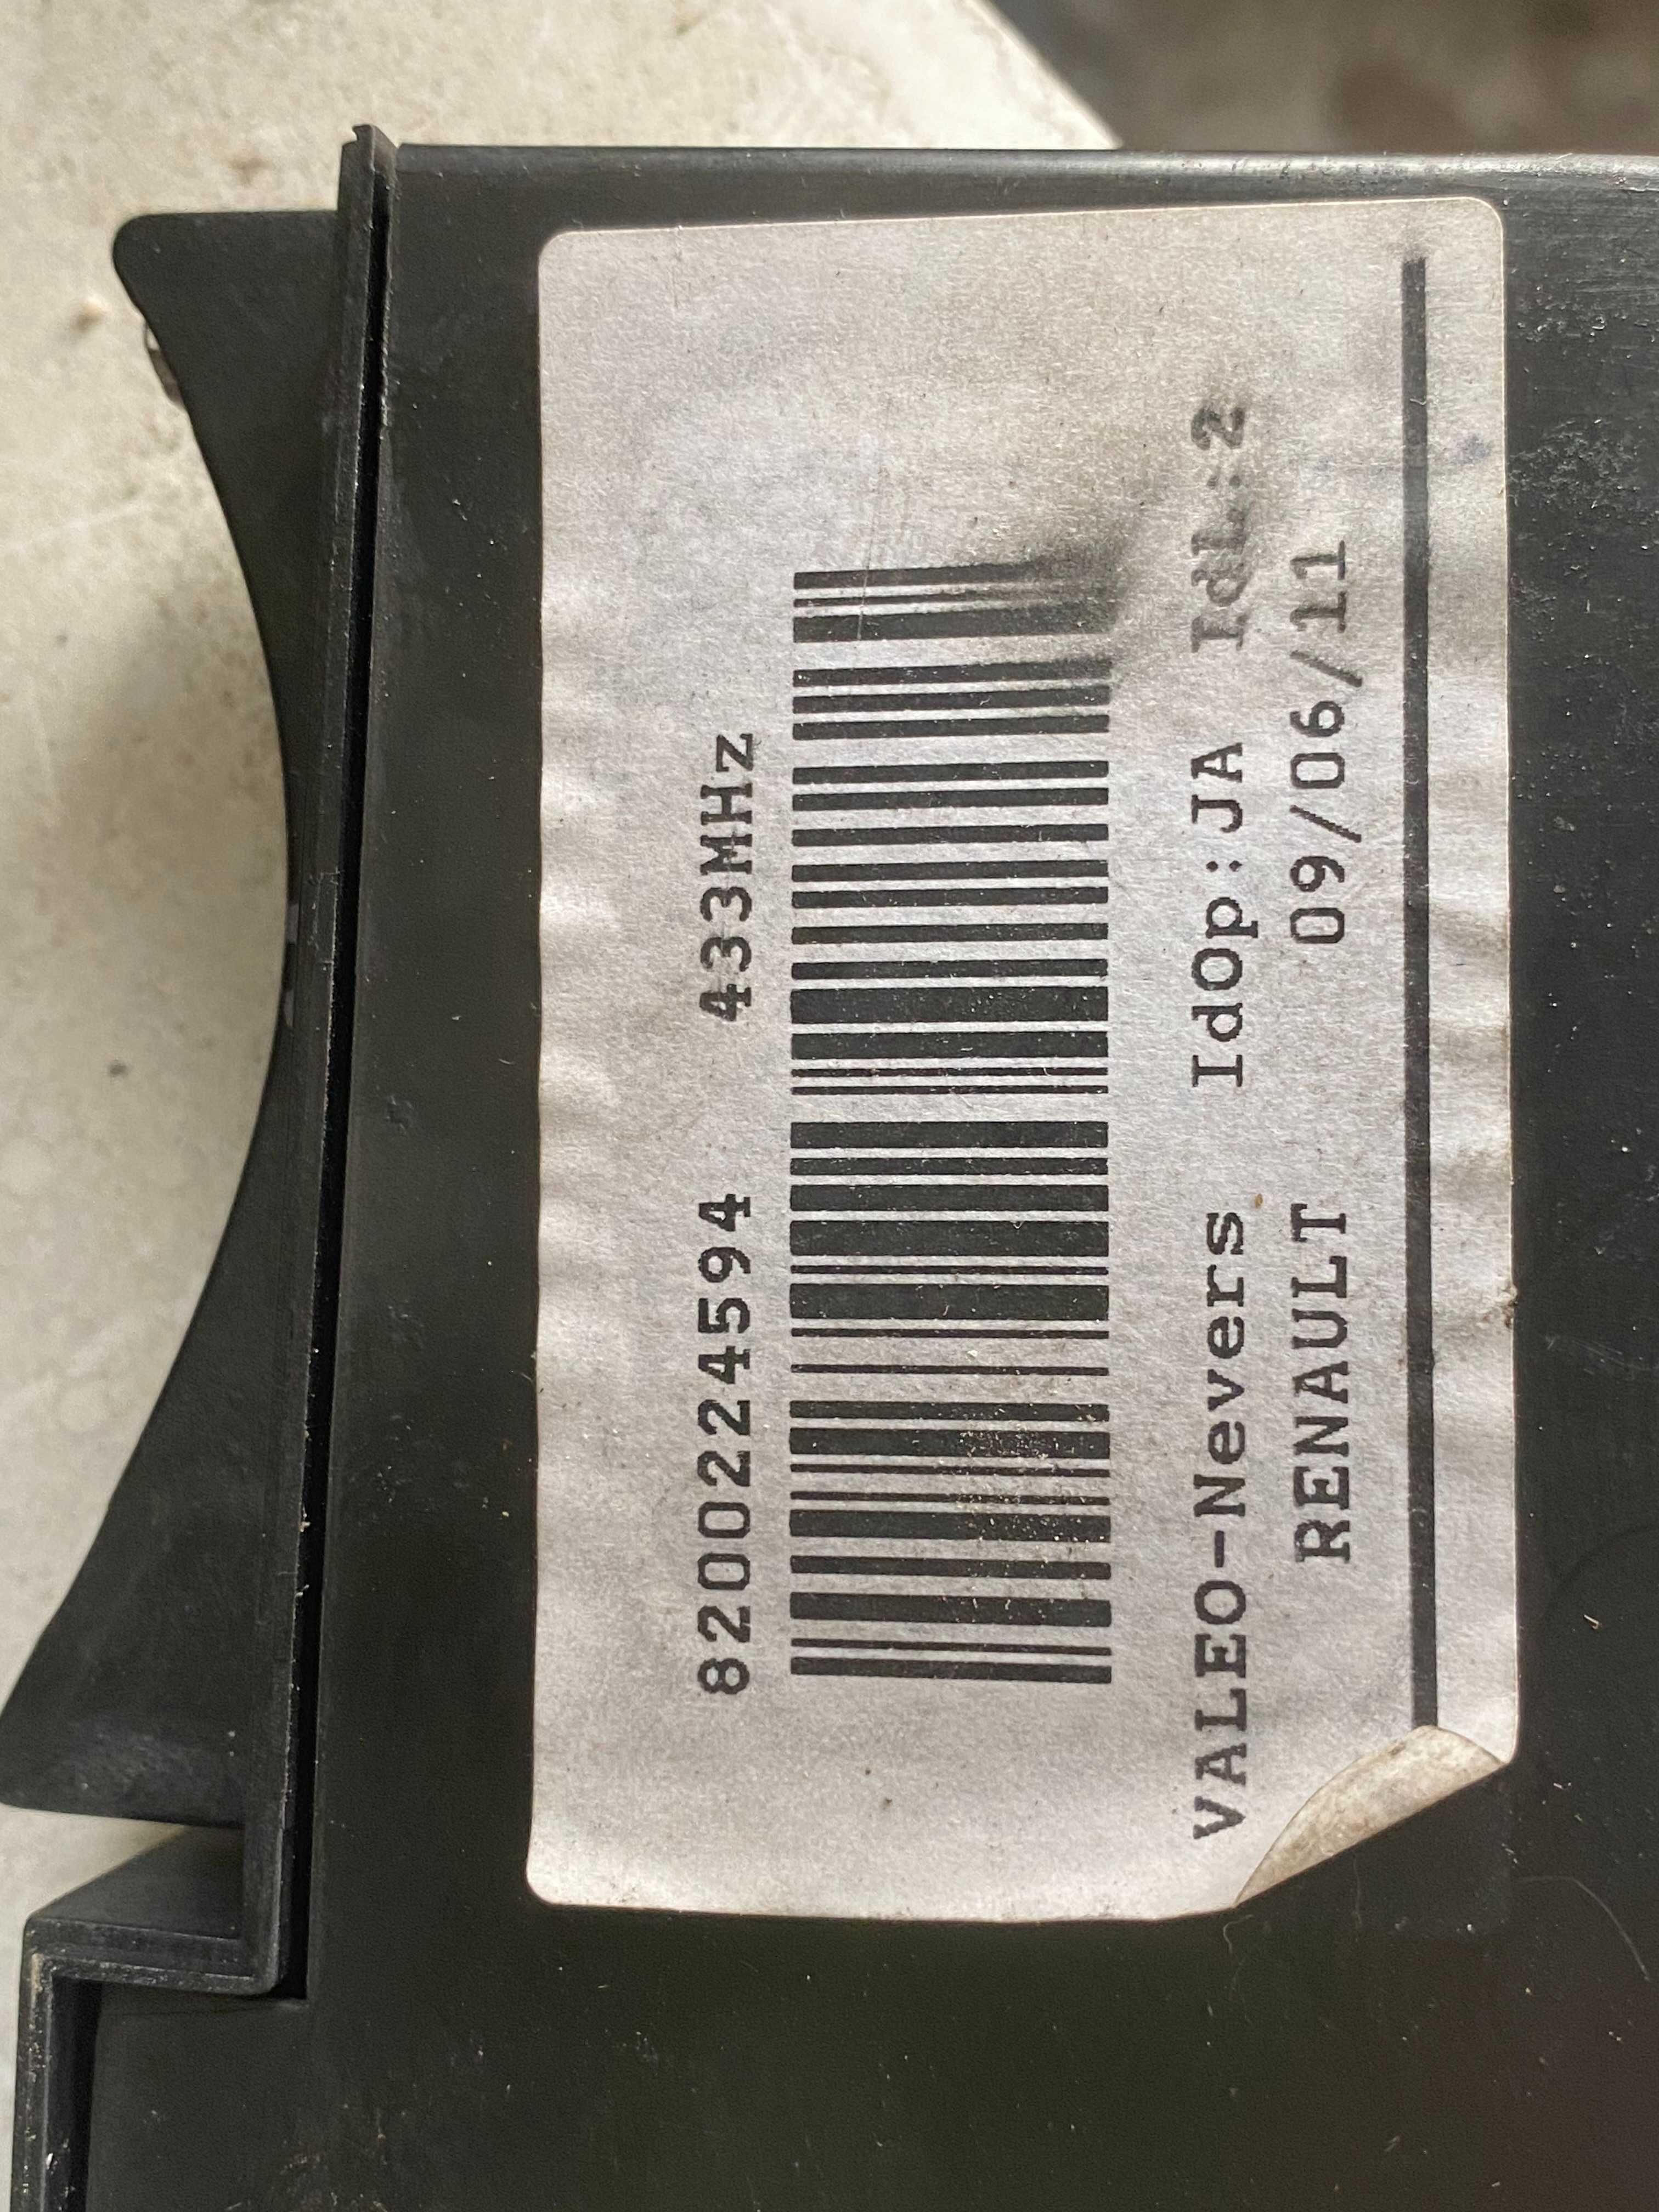 8200224594 433MHz
VALEO-Nevers IdOp:JA IdL:2
RENAULT 09/06/11